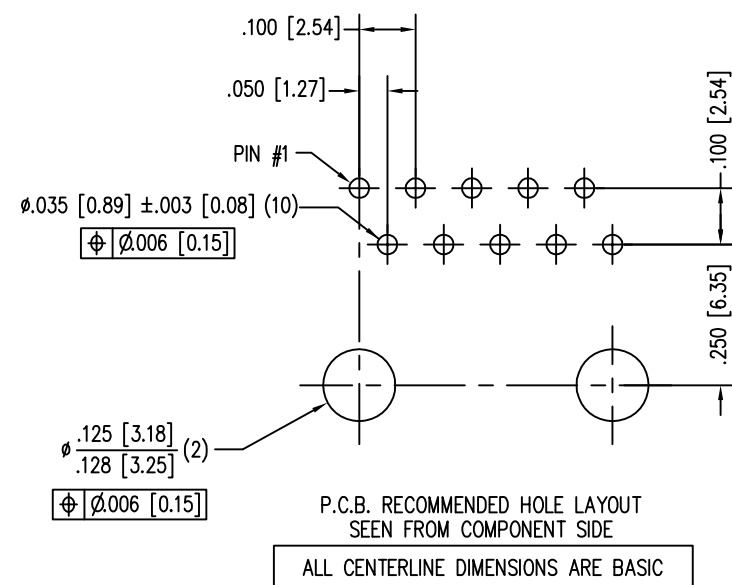 .100 [2.54]
.050 [1.27]
PIN #1
⌀.035 [0.89] ±.003 [0.08] (10)
⌖ ⌀.006 [0.15]
.100 [2.54]
.250 [6.35]
⌀ .125 [3.18]
.128 [3.25] (2)
⌖ ⌀.006 [0.15]
P.C.B. RECOMMENDED HOLE LAYOUT
SEEN FROM COMPONENT SIDE
ALL CENTERLINE DIMENSIONS ARE BASIC